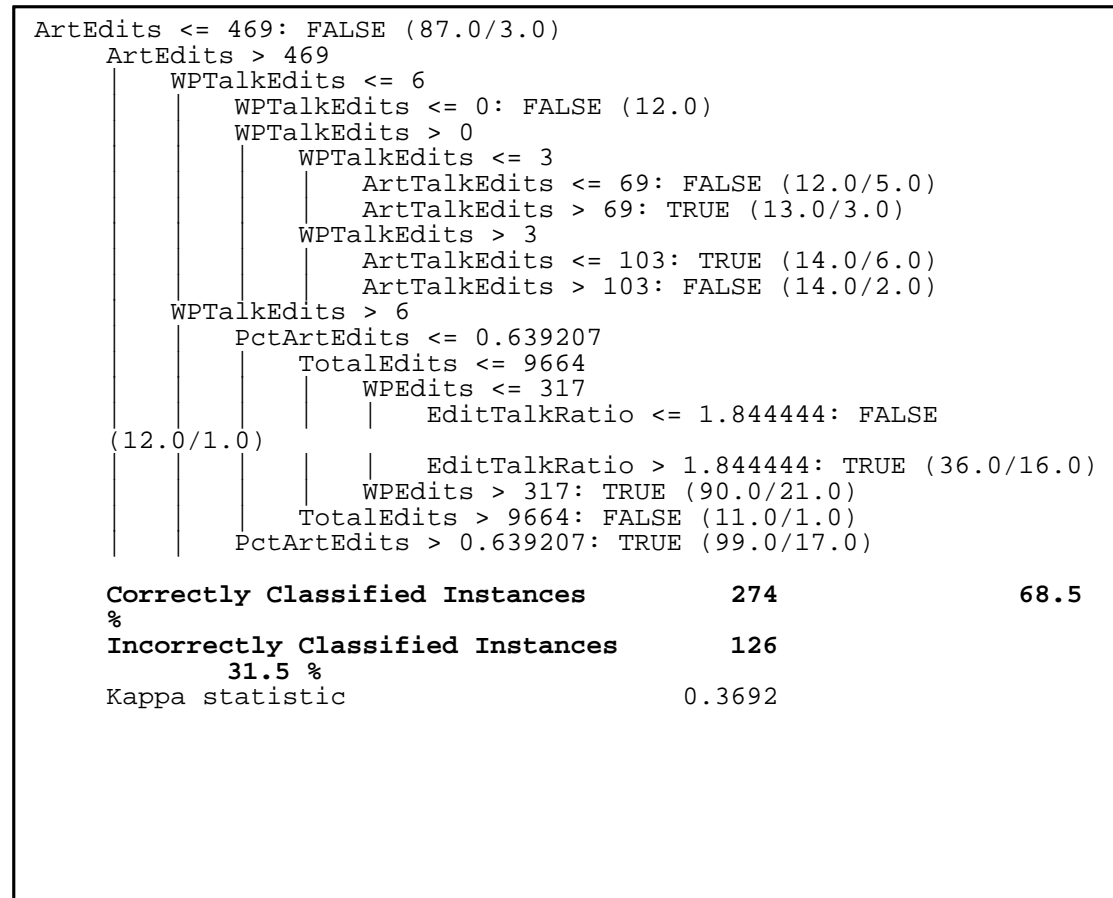 ArtEdits <= 469: FALSE (87.0/3.0)
ArtEdits > 469
|   WPTalkEdits <= 6
|   |   WPTalkEdits <= 0: FALSE (12.0)
|   |   WPTalkEdits > 0
|   |   |   WPTalkEdits <= 3
|   |   |   |   ArtTalkEdits <= 69: FALSE (12.0/5.0)
|   |   |   |   ArtTalkEdits > 69: TRUE (13.0/3.0)
|   |   |   WPTalkEdits > 3
|   |   |   |   ArtTalkEdits <= 103: TRUE (14.0/6.0)
|   |   |   |   ArtTalkEdits > 103: FALSE (14.0/2.0)
|   WPTalkEdits > 6
|   |   PctArtEdits <= 0.639207
|   |   |   TotalEdits <= 9664
|   |   |   |   WPEdits <= 317
|   |   |   |   |   EditTalkRatio <= 1.844444: FALSE
(12.0/1.0)
|   |   |   |   |   EditTalkRatio > 1.844444: TRUE (36.0/16.0)
|   |   |   |   WPEdits > 317: TRUE (90.0/21.0)
|   |   |   TotalEdits > 9664: FALSE (11.0/1.0)
|   |   PctArtEdits > 0.639207: TRUE (99.0/17.0)
Correctly Classified Instances 274 68.5
%
Incorrectly Classified Instances 126
31.5 %
Kappa statistic 0.3692